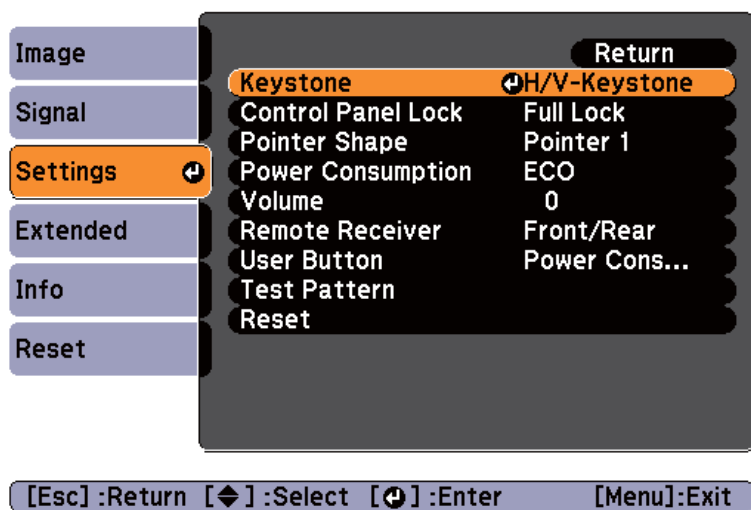 Image
Signal
Settings
Extended
Info
Reset
Return
Keystone H/V-Keystone
Control Panel Lock Full Lock
Pointer Shape Pointer 1
Power Consumption ECO
Volume 0
Remote Receiver Front/Rear
User Button Power Cons...
Test Pattern
Reset
[Esc] :Return [◆] :Select [⏎] :Enter [Menu]:Exit